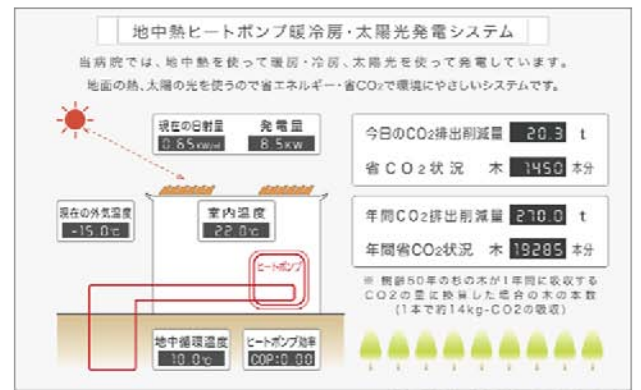 地中熱ヒートポンプ暖冷房・太陽光発電システム
当病院では、地中熱を使って暖房・冷房、太陽光を使って発電しています。
地面の熱、太陽の光を使うので省エネルギー・省CO2で環境にやさしいシステムです。
現在の日射量 発電量
0.65KW/㎡ 8.5KW
今日のCO2排出削減量 20.3 t
省CO2状況 木 1450 本分
現在の外気温度
-15.0℃
室内温度
22.0℃
年間CO2排出削減量 270.0 t
年間省CO2状況 木 19285 本分
ヒートポンプ
※ 樹齢50年の杉の木が1年間に吸収する
CO2の量に換算した場合の木の本数
(1本で約14kg-CO2の吸収)
地中循環温度 ヒートポンプ効率
10.0℃ COP:0.00